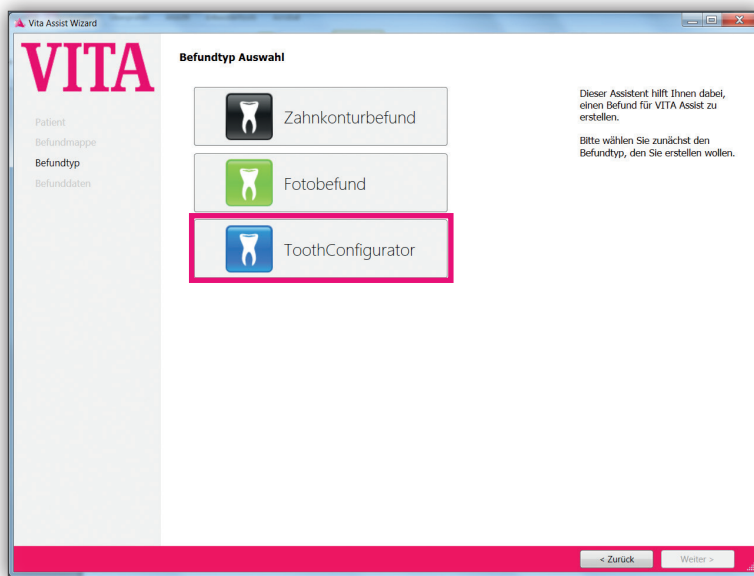 Vita Assist Wizard
VITA
Patient
Befundmappe
Befundtyp
Befunddaten
Befundtyp Auswahl
Zahnkonturbefund
Fotobefund
ToothConfigurator
Dieser Assistent hilft Ihnen dabei,
einen Befund für VITA Assist zu
erstellen.
Bitte wählen Sie zunächst den
Befundtyp, den Sie erstellen wollen.
< Zurück
Weiter >